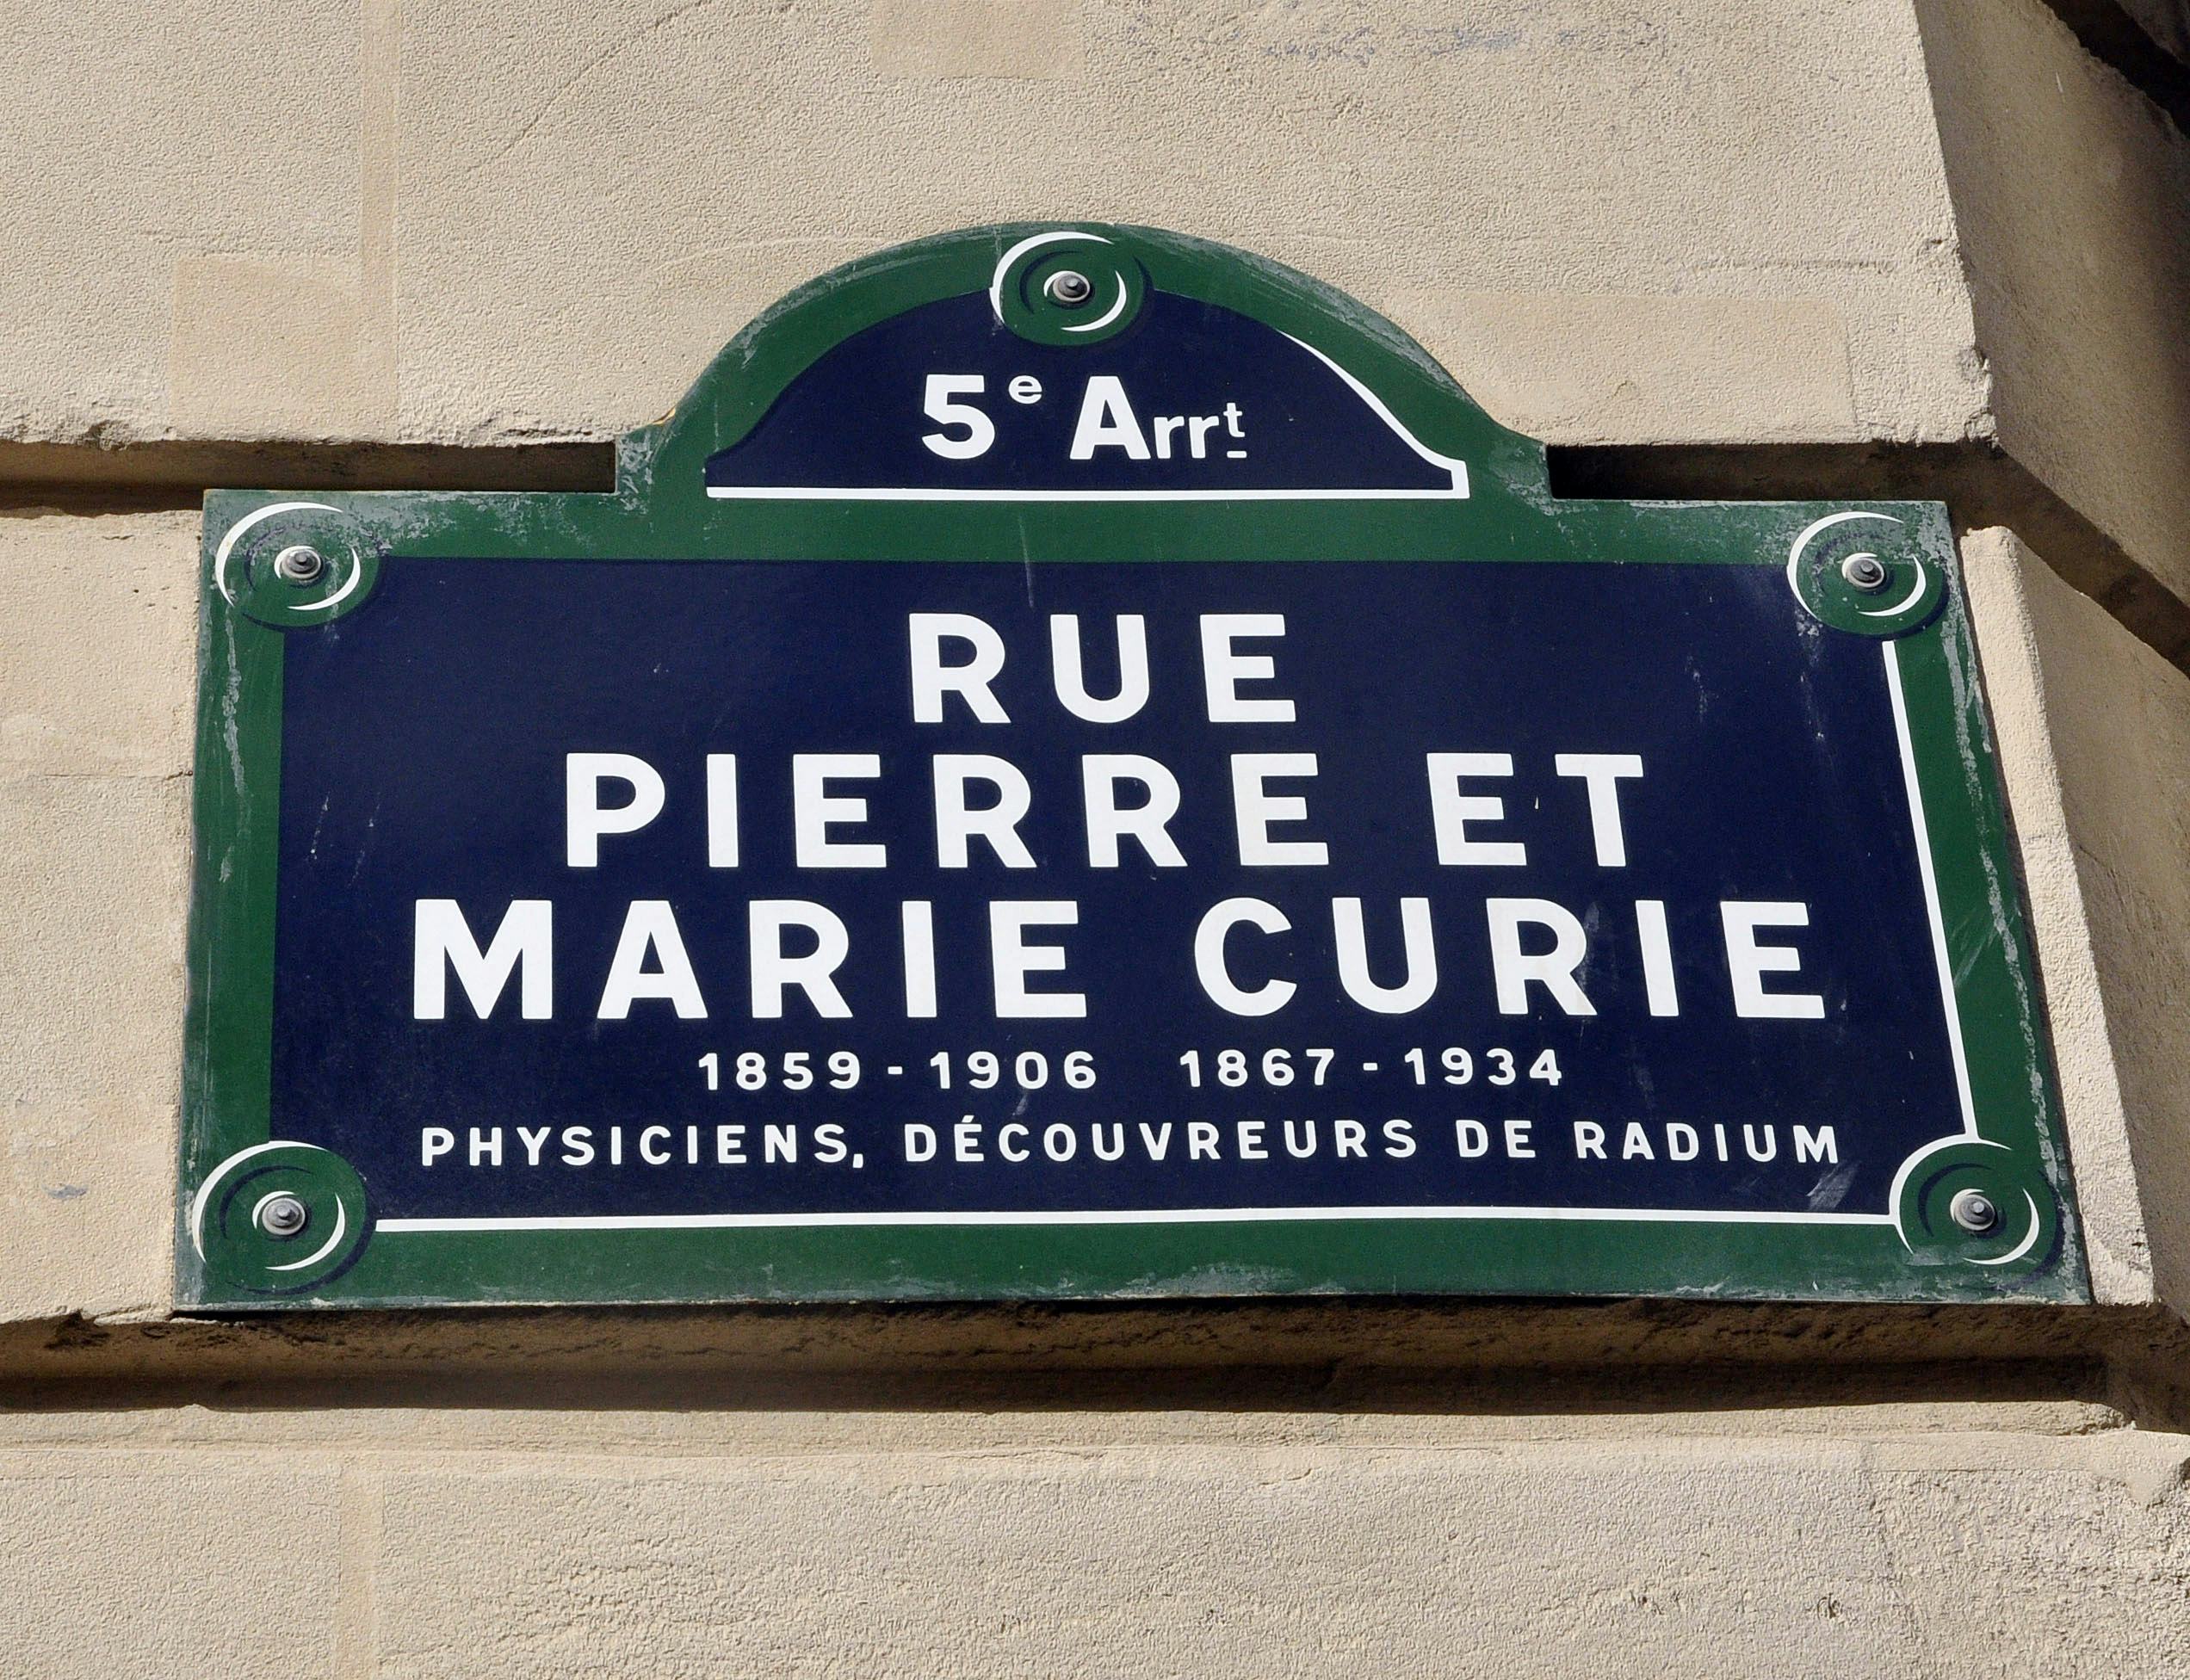 5e Arrt
RUE
PIERRE ET
MARIE CURIE
1859 - 1906 1867 - 1934
PHYSICIENS, DÉCOUVREURS DE RADIUM